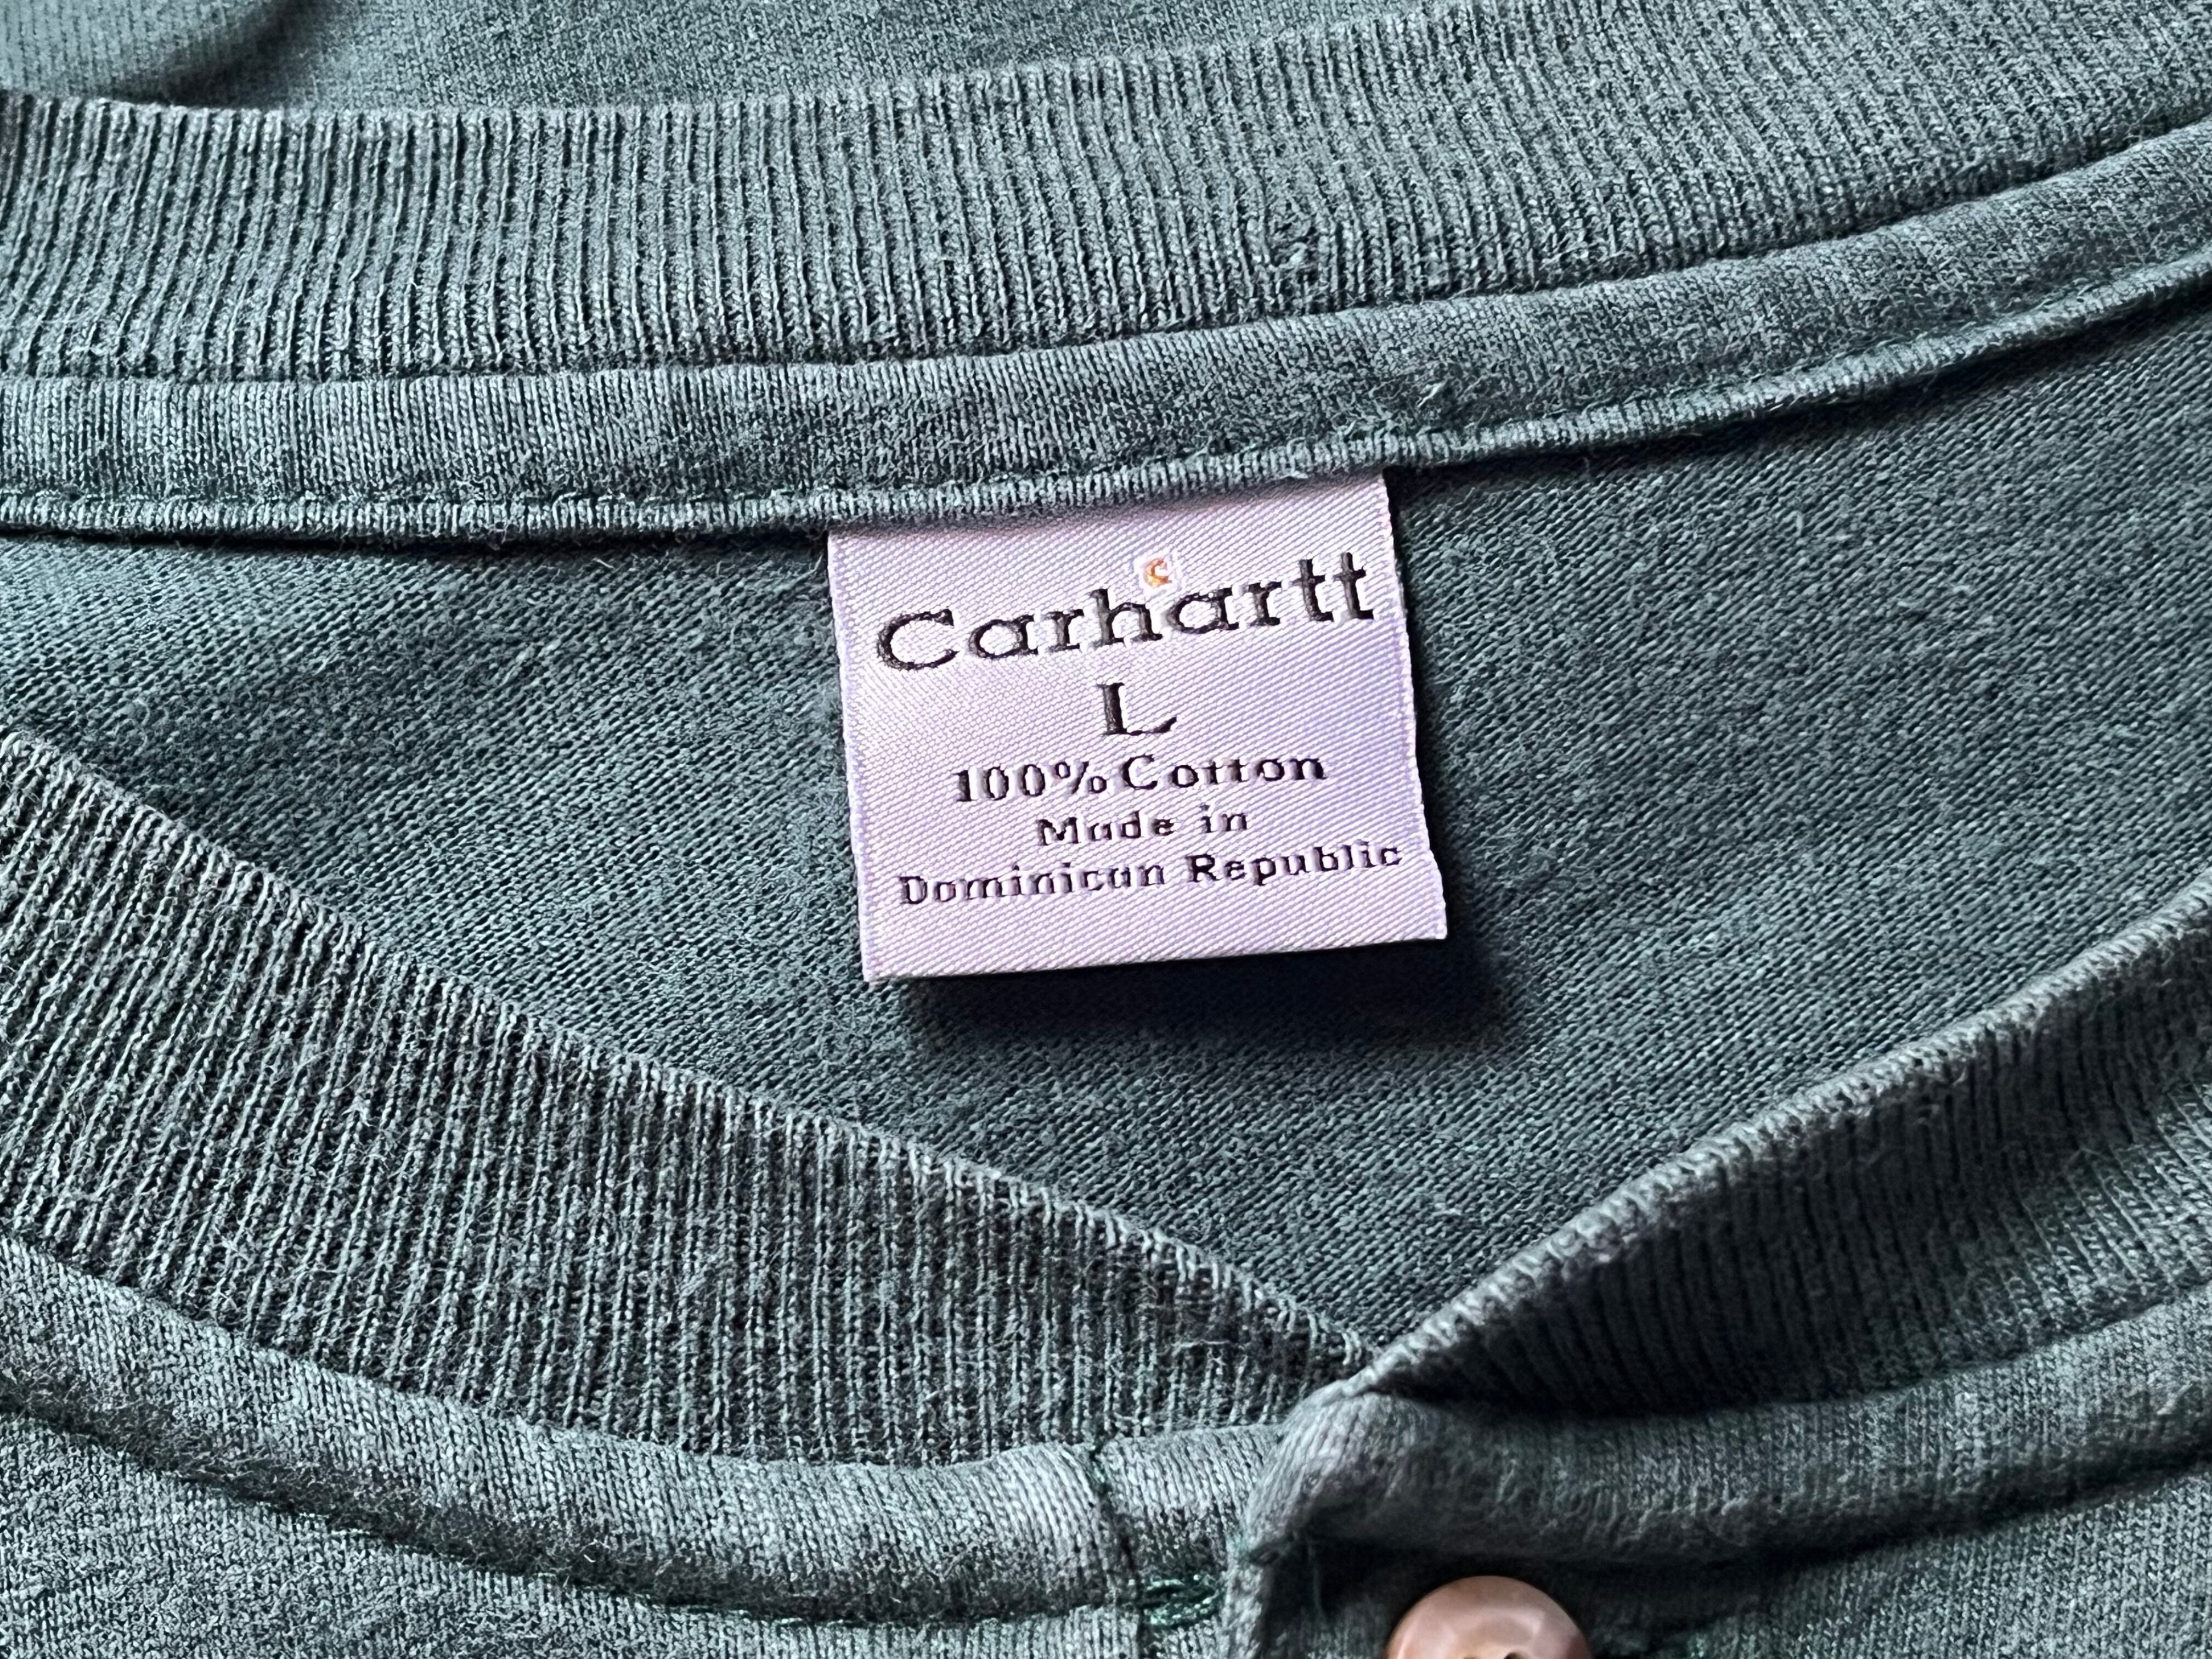 Carhartt
L
100% Cotton
Made in
Dominican Republic